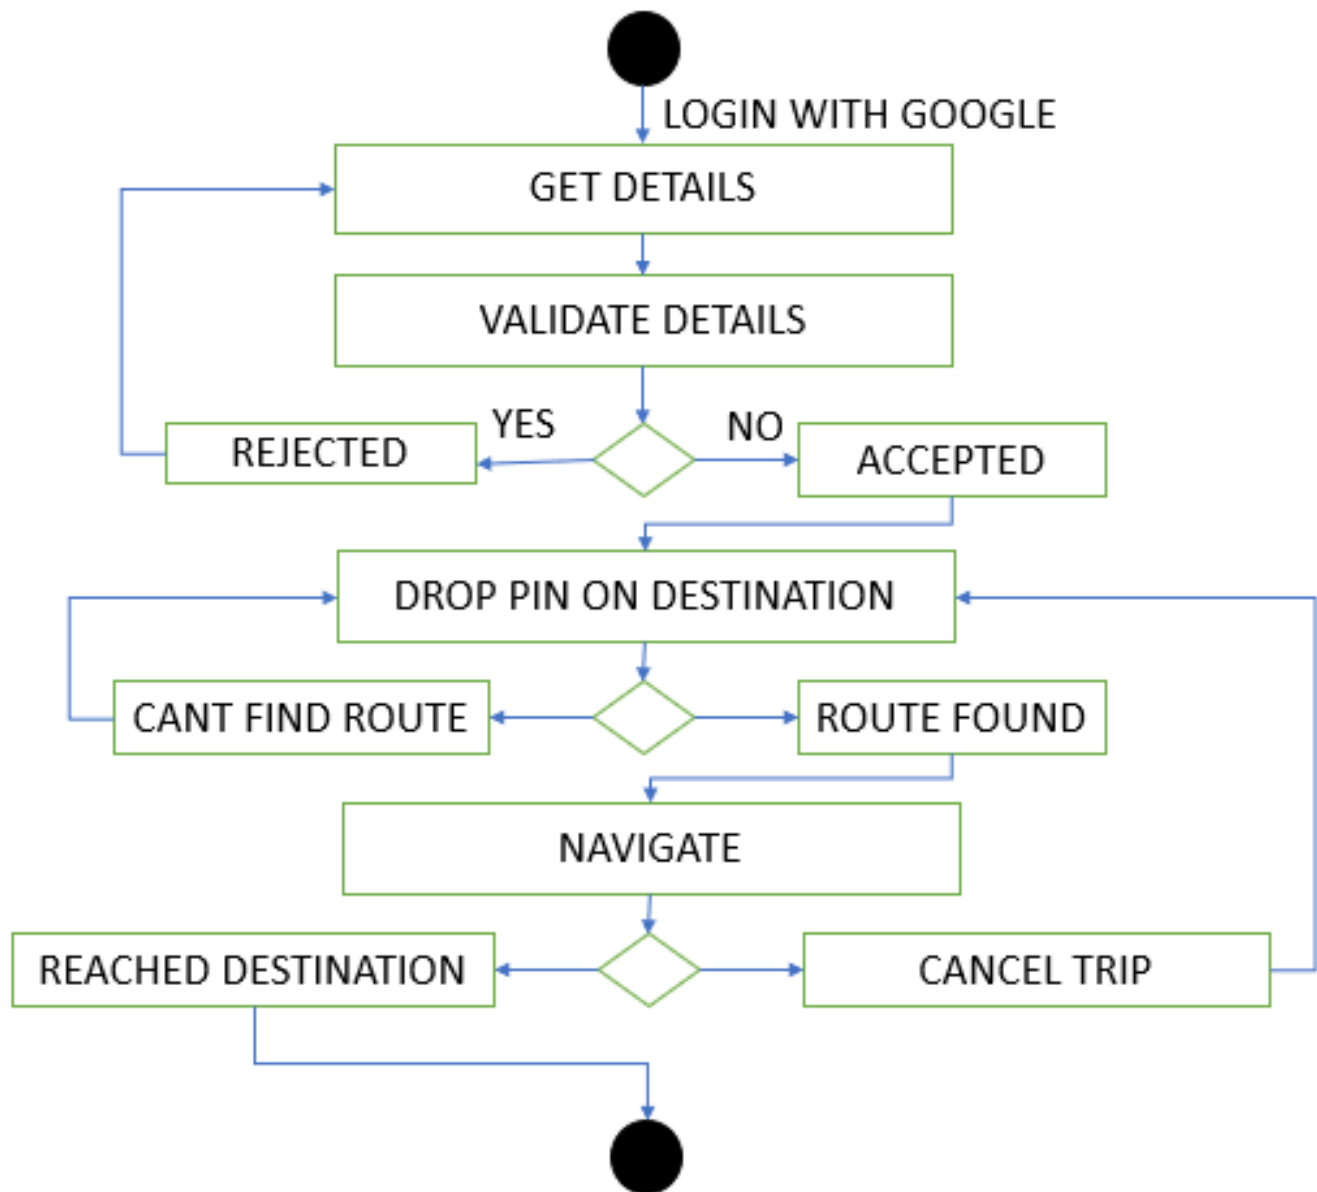 LOGIN WITH GOOGLE
GET DETAILS
VALIDATE DETAILS
YES
NO
REJECTED
ACCEPTED
DROP PIN ON DESTINATION
CANT FIND ROUTE
ROUTE FOUND
NAVIGATE
REACHED DESTINATION
CANCEL TRIP